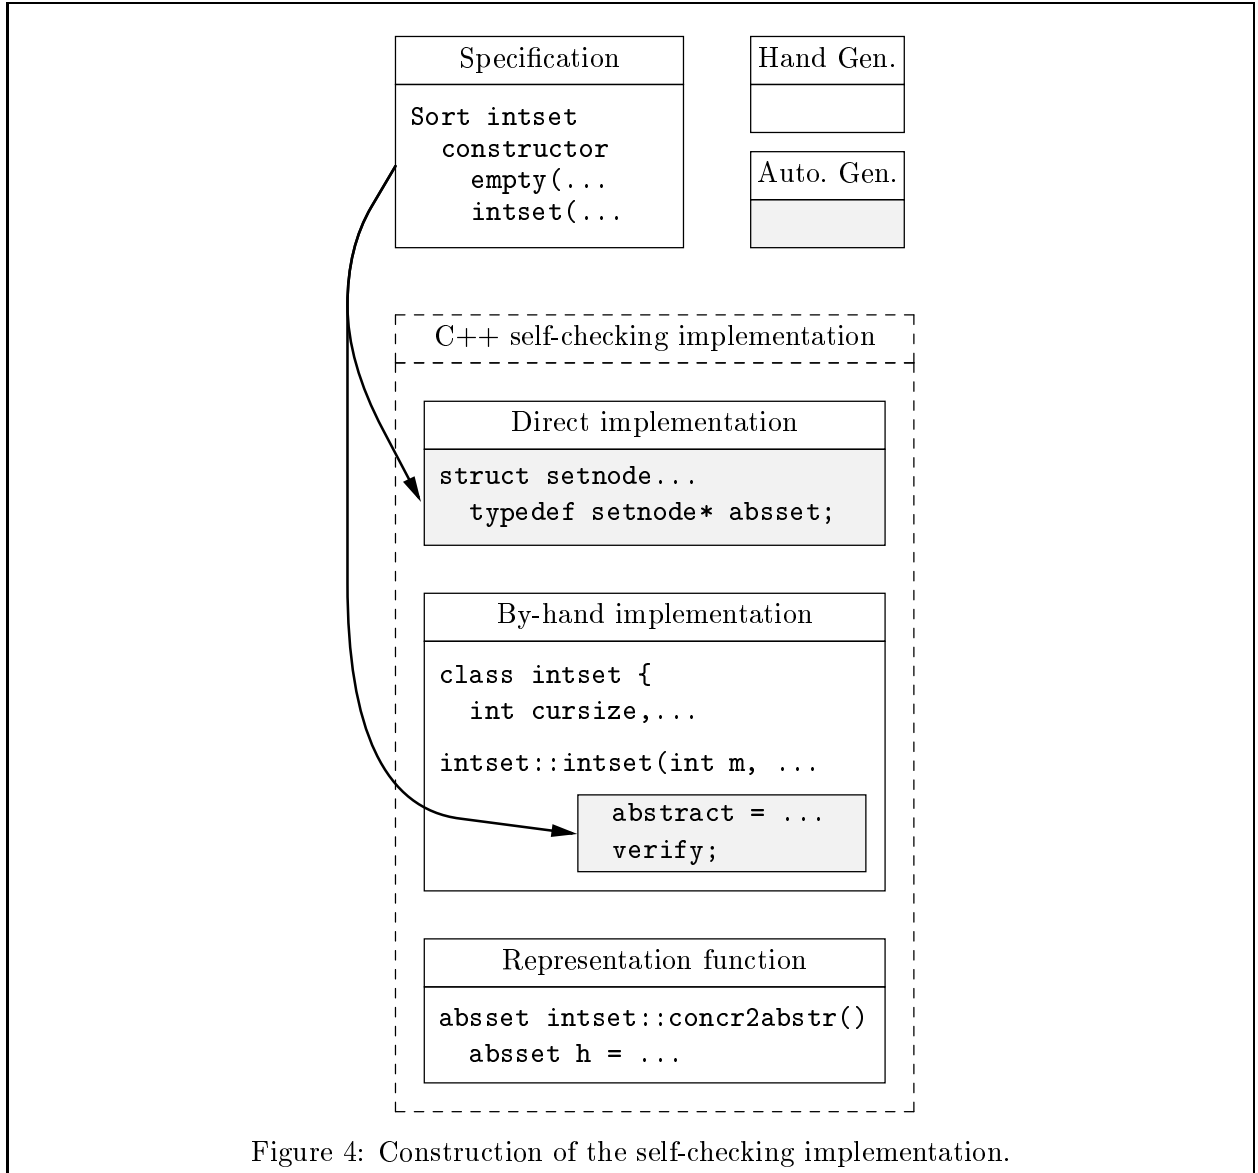 Specification
Sort intset
constructor
empty(...
intset(...
Hand Gen.
Auto. Gen.
C++ self-checking implementation
Direct implementation
struct setnode...
typedef setnode* absset;
By-hand implementation
class intset {
int cursize,...
intset::intset(int m, ...
abstract = ...
verify;
Representation function
absset intset::concr2abstr()
absset h = ...
Figure 4: Construction of the self-checking implementation.